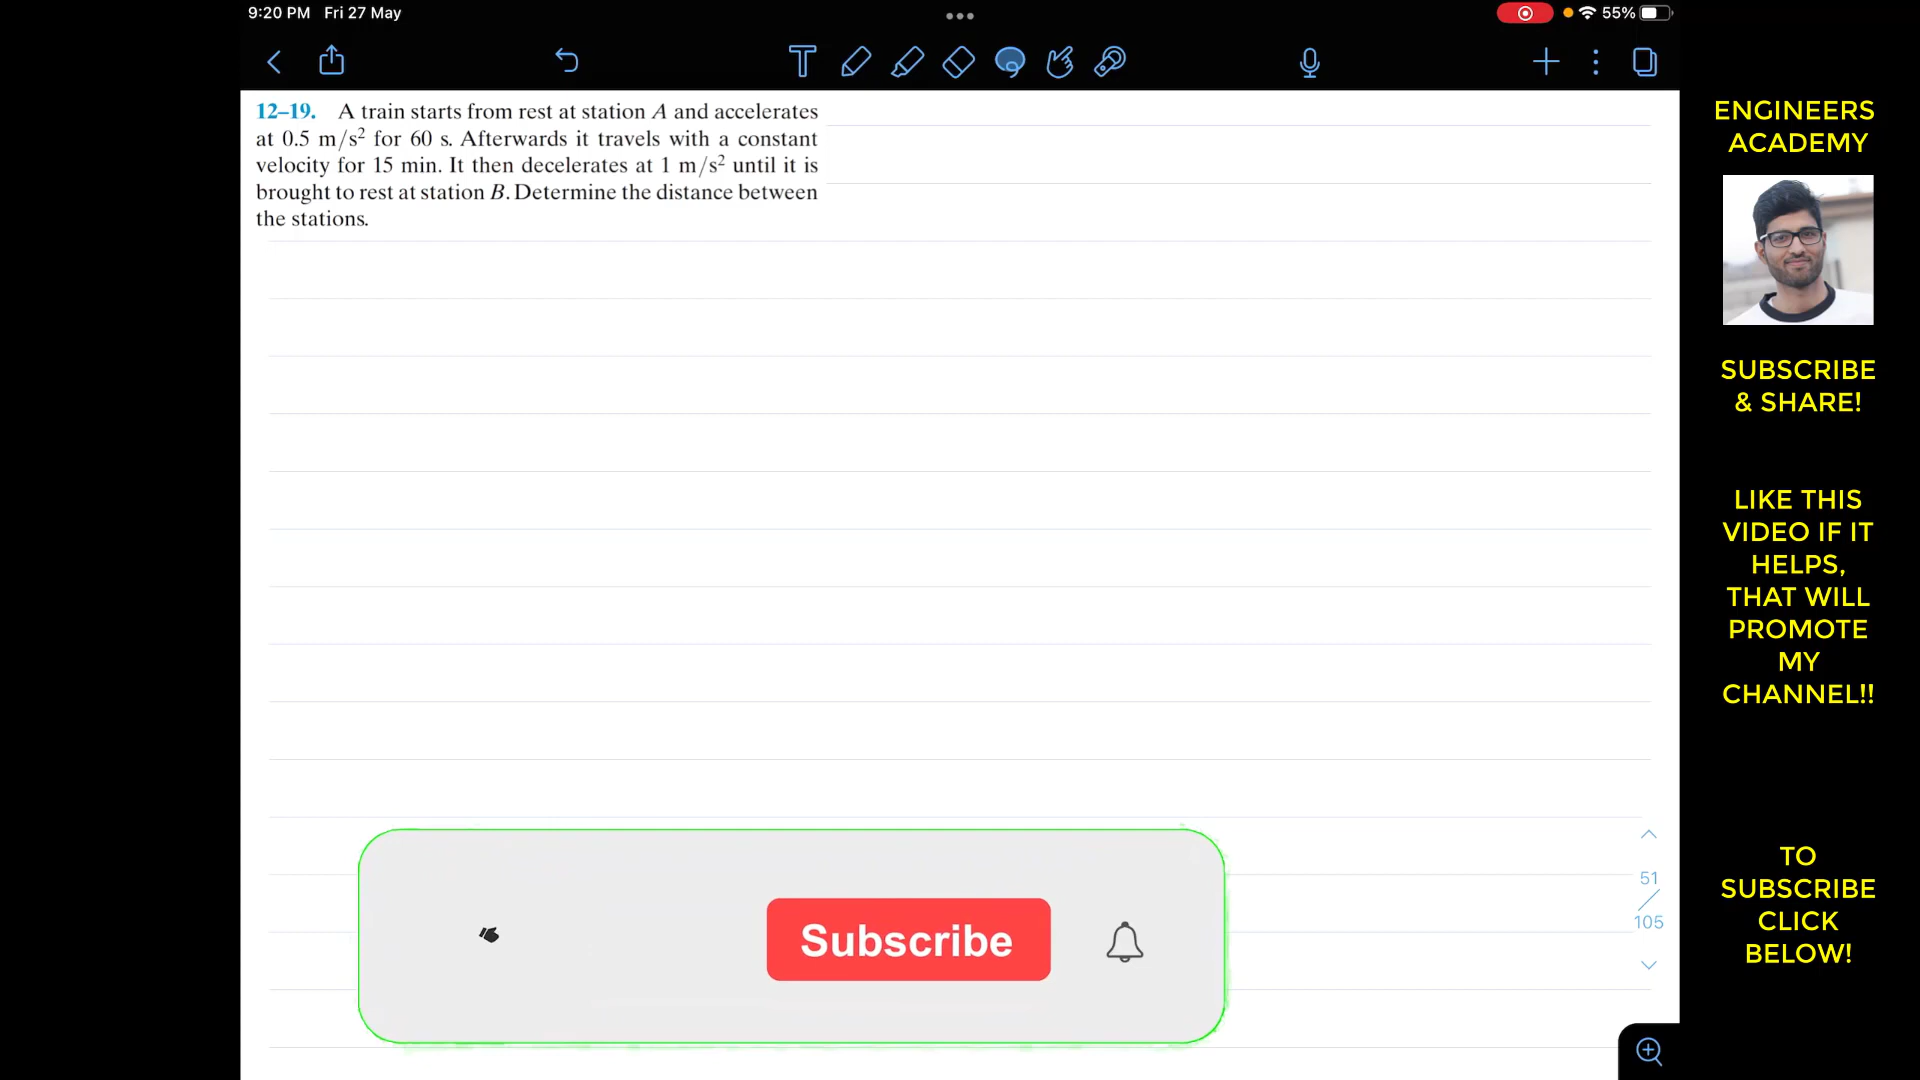 9:20 PM Fri 27 May
55%
12–19. A train starts from rest at station A and accelerates
at 0.5 m/s² for 60 s. Afterwards it travels with a constant
velocity for 15 min. It then decelerates at 1 m/s² until it is
brought to rest at station B. Determine the distance between
the stations.
Subscribe
51
105
ENGINEERS
ACADEMY
SUBSCRIBE
& SHARE!
LIKE THIS
VIDEO IF IT
HELPS,
THAT WILL
PROMOTE
MY
CHANNEL!!
TO
SUBSCRIBE
CLICK
BELOW!